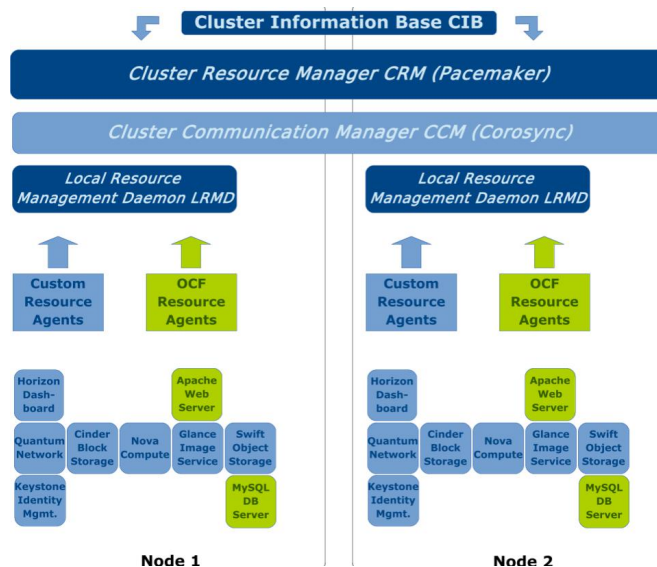 Cluster Information Base CIB
Cluster Resource Manager CRM (Pacemaker)
Cluster Communication Manager CCM (Corosync)
Local Resource
Management Daemon LRMD
Custom
Resource
Agents
OCF
Resource
Agents
Horizon
Dash-
board
Apache
Web
Server
Quantum
Network
Cinder
Block
Storage
Nova
Compute
Glance
Image
Service
Swift
Object
Storage
Keystone
Identity
Mgmt.
MySQL
DB
Server
Node 1
Local Resource
Management Daemon LRMD
Custom
Resource
Agents
OCF
Resource
Agents
Horizon
Dash-
board
Apache
Web
Server
Quantum
Network
Cinder
Block
Storage
Nova
Compute
Glance
Image
Service
Swift
Object
Storage
Keystone
Identity
Mgmt.
MySQL
DB
Server
Node 2